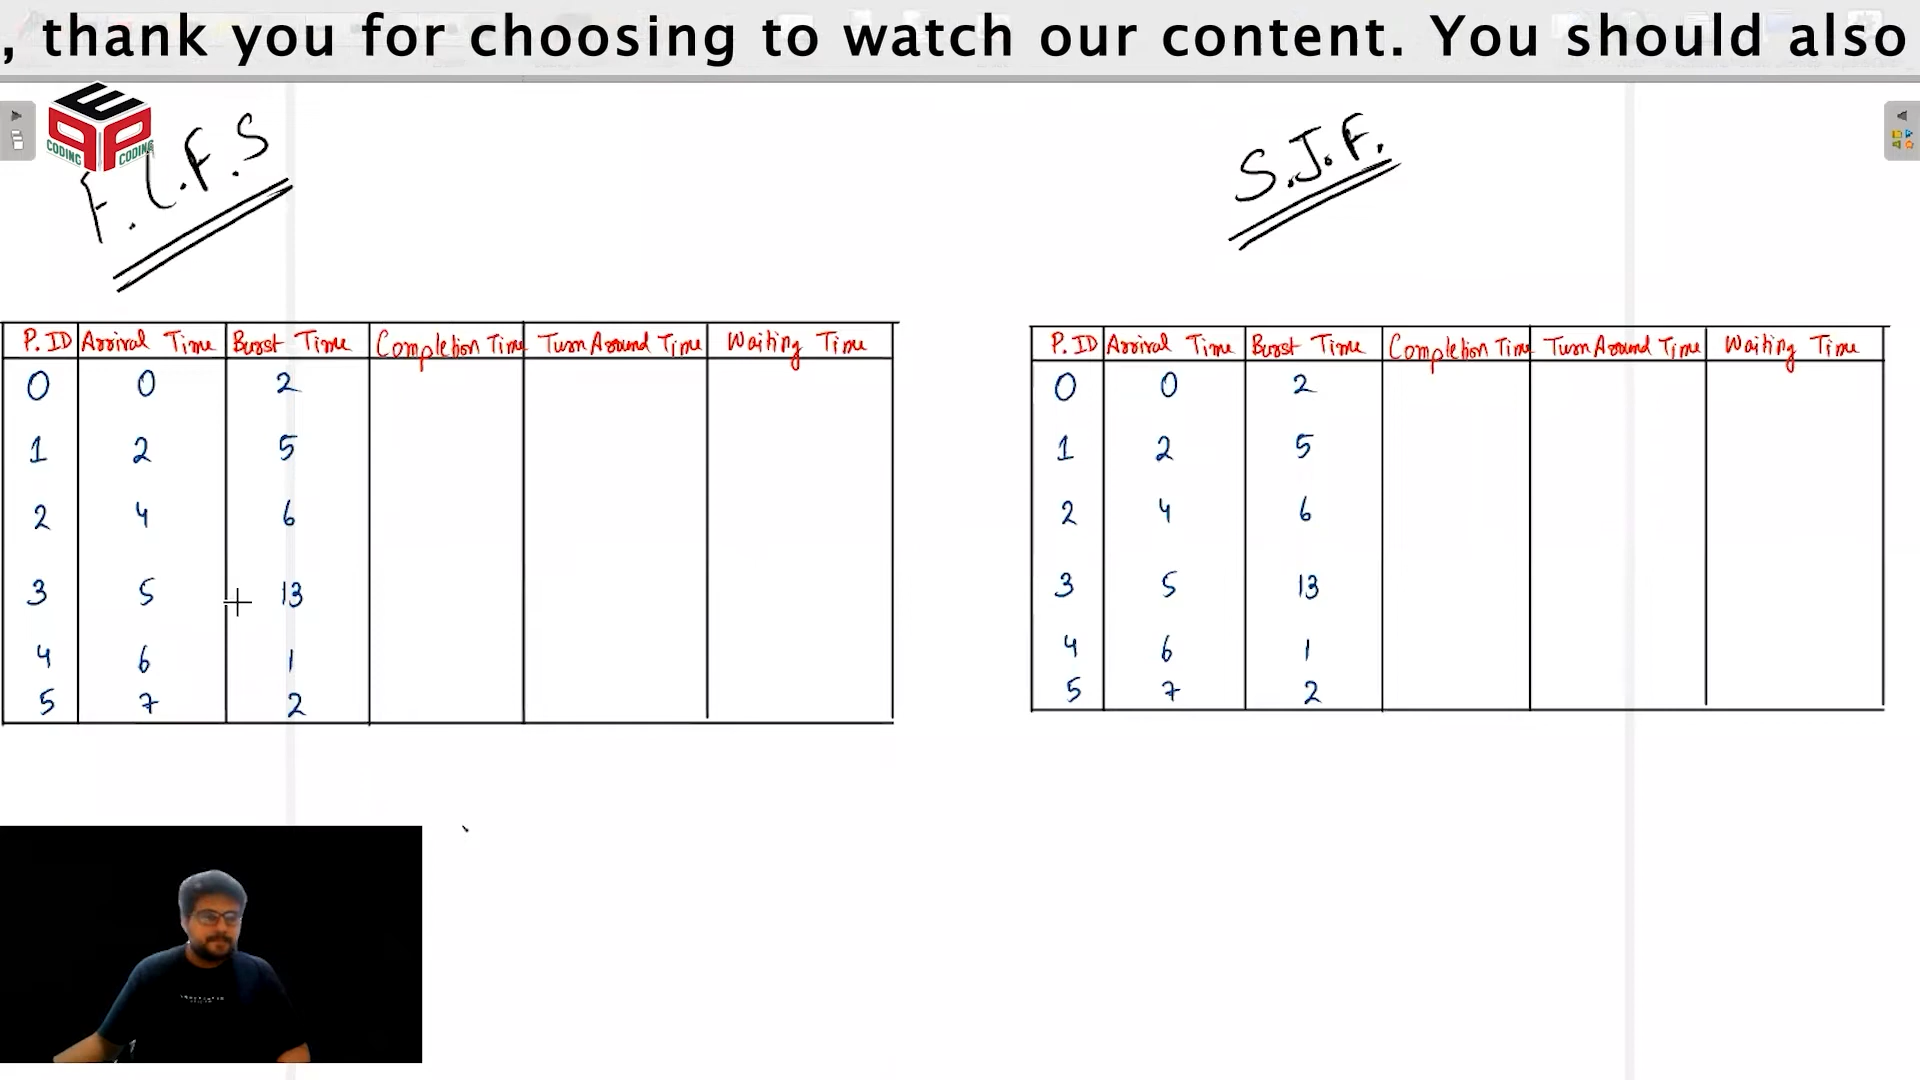 , thank you for choosing to watch our content. You should also
CODING CODING
F.C.F.S
S.J.F.
P.ID Arrival Time Burst Time Completion Time Turn Around Time Waiting Time
0 0 2
1 2 5
2 4 6
3 5 13
4 6 1
5 7 2
P.ID Arrival Time Burst Time Completion Time Turn Around Time Waiting Time
0 0 2
1 2 5
2 4 6
3 5 13
4 6 1
5 7 2